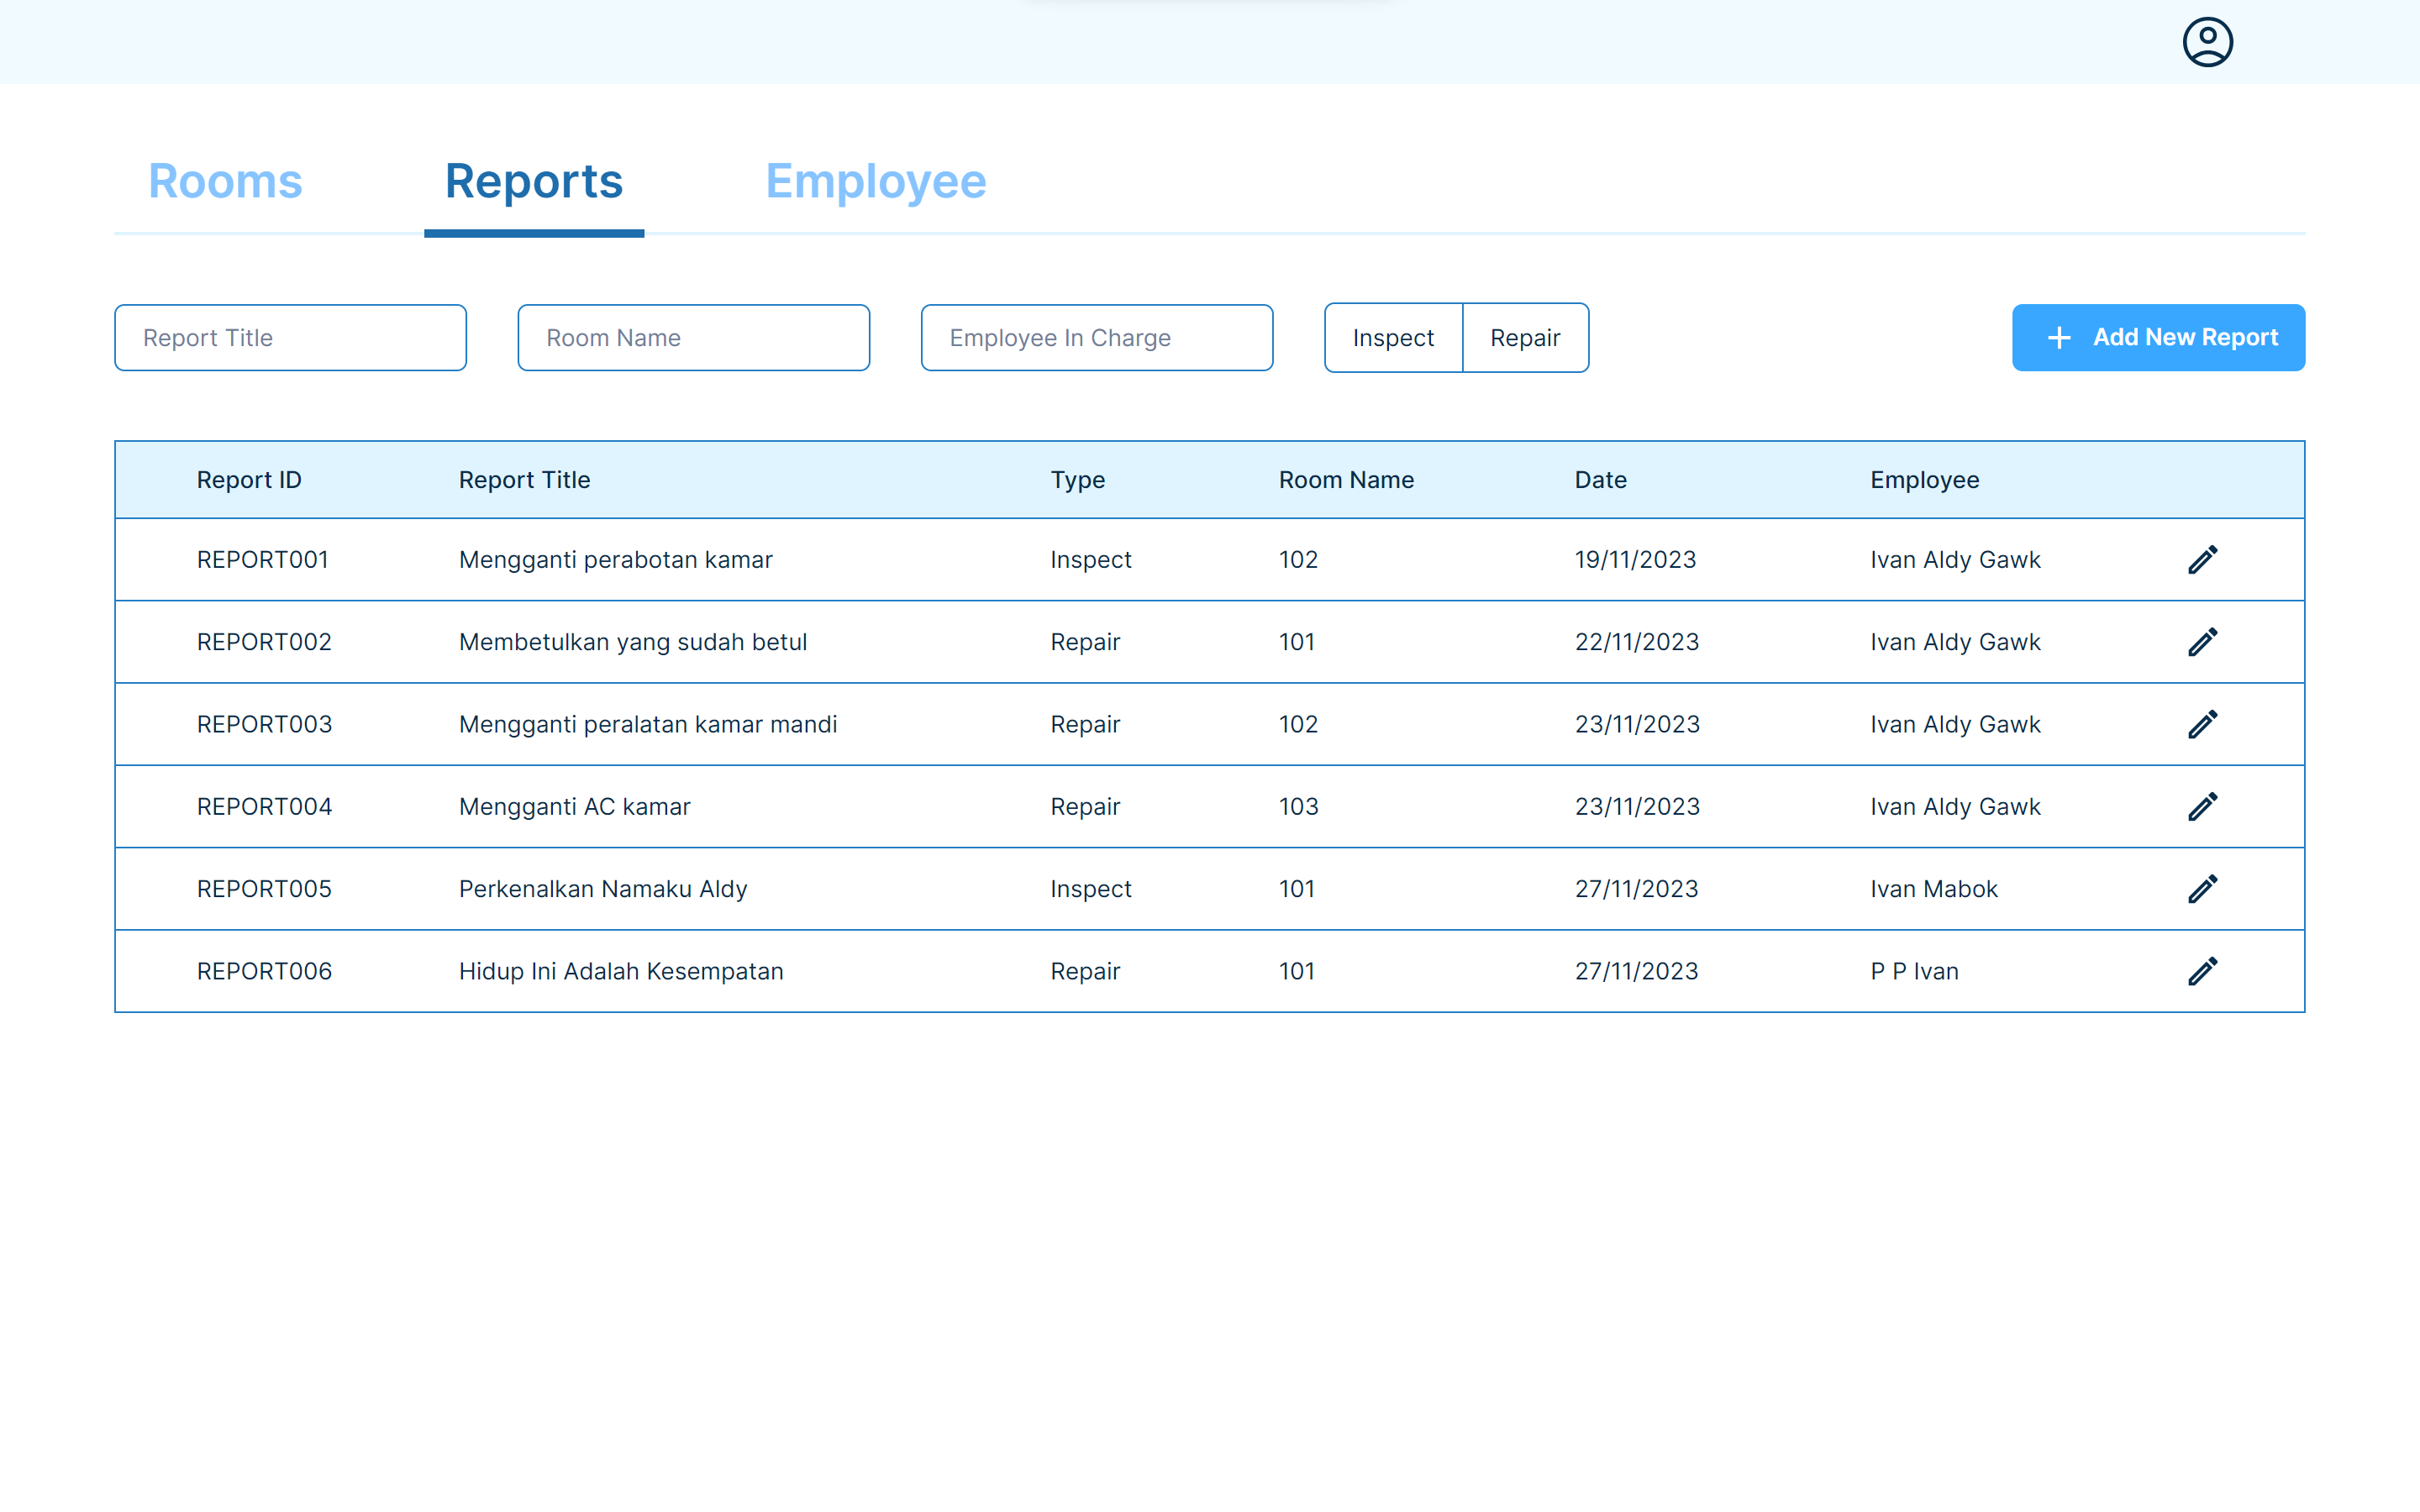 Rooms Reports Employee
Report Title Room Name Employee In Charge Inspect Repair + Add New Report
Report ID Report Title Type Room Name Date Employee
REPORT001 Mengganti perabotan kamar Inspect 102 19/11/2023 Ivan Aldy Gawk
REPORT002 Membetulkan yang sudah betul Repair 101 22/11/2023 Ivan Aldy Gawk
REPORT003 Mengganti peralatan kamar mandi Repair 102 23/11/2023 Ivan Aldy Gawk
REPORT004 Mengganti AC kamar Repair 103 23/11/2023 Ivan Aldy Gawk
REPORT005 Perkenalkan Namaku Aldy Inspect 101 27/11/2023 Ivan Mabok
REPORT006 Hidup Ini Adalah Kesempatan Repair 101 27/11/2023 P P Ivan